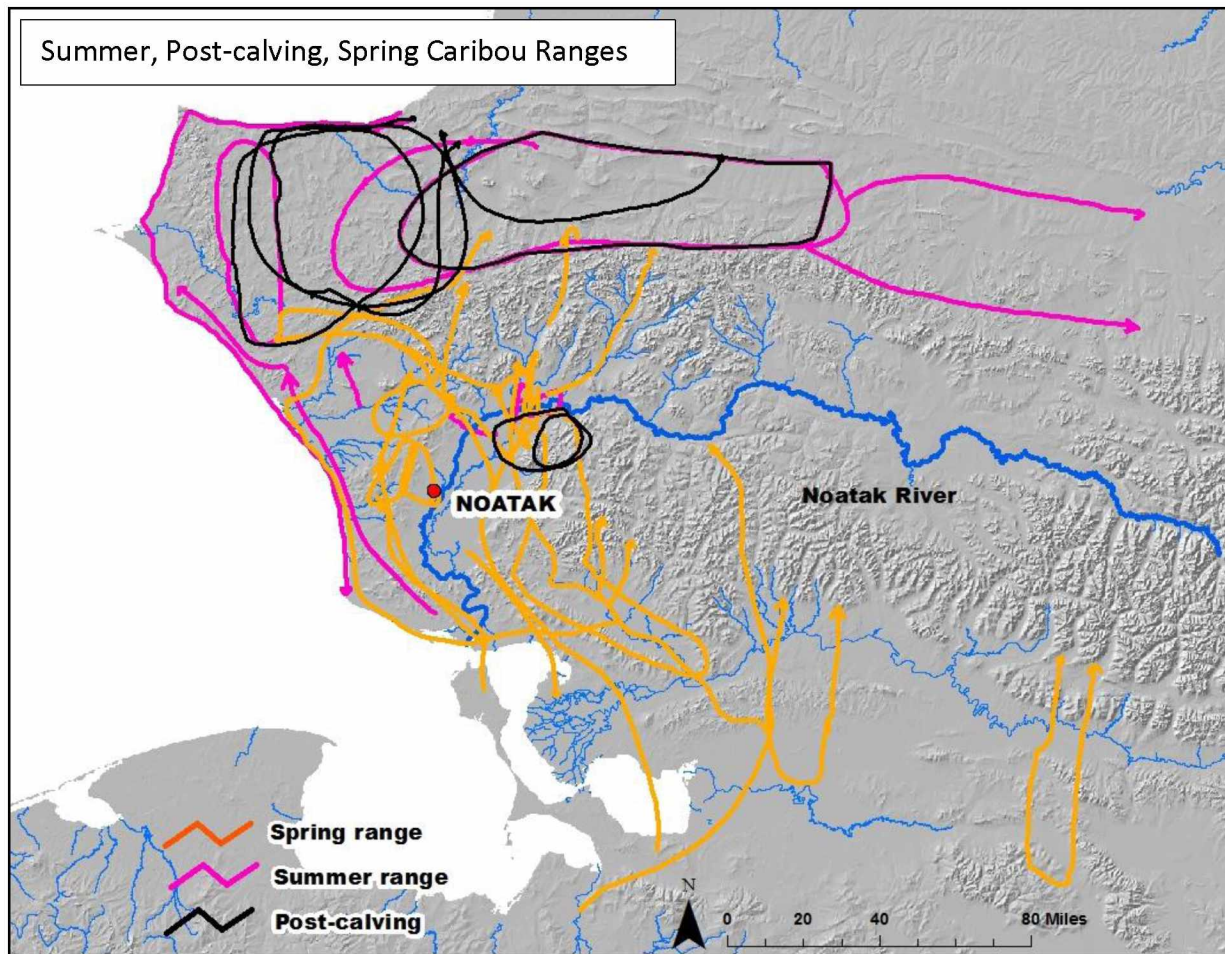 Summer, Post-calving, Spring Caribou Ranges
NOATAK
Noatak River
Spring range
Summer range
Post-calving
N
0 20 40 80 Miles